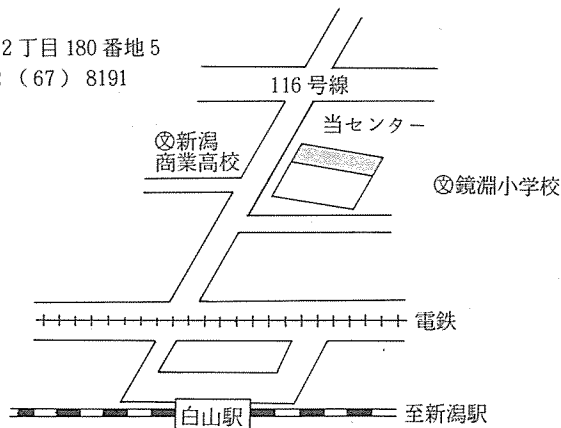 2丁目180番地5
（67）8191
116号線
当センター
㊫新潟
商業高校
㊫鏡淵小学校
電鉄
白山駅
至新潟駅